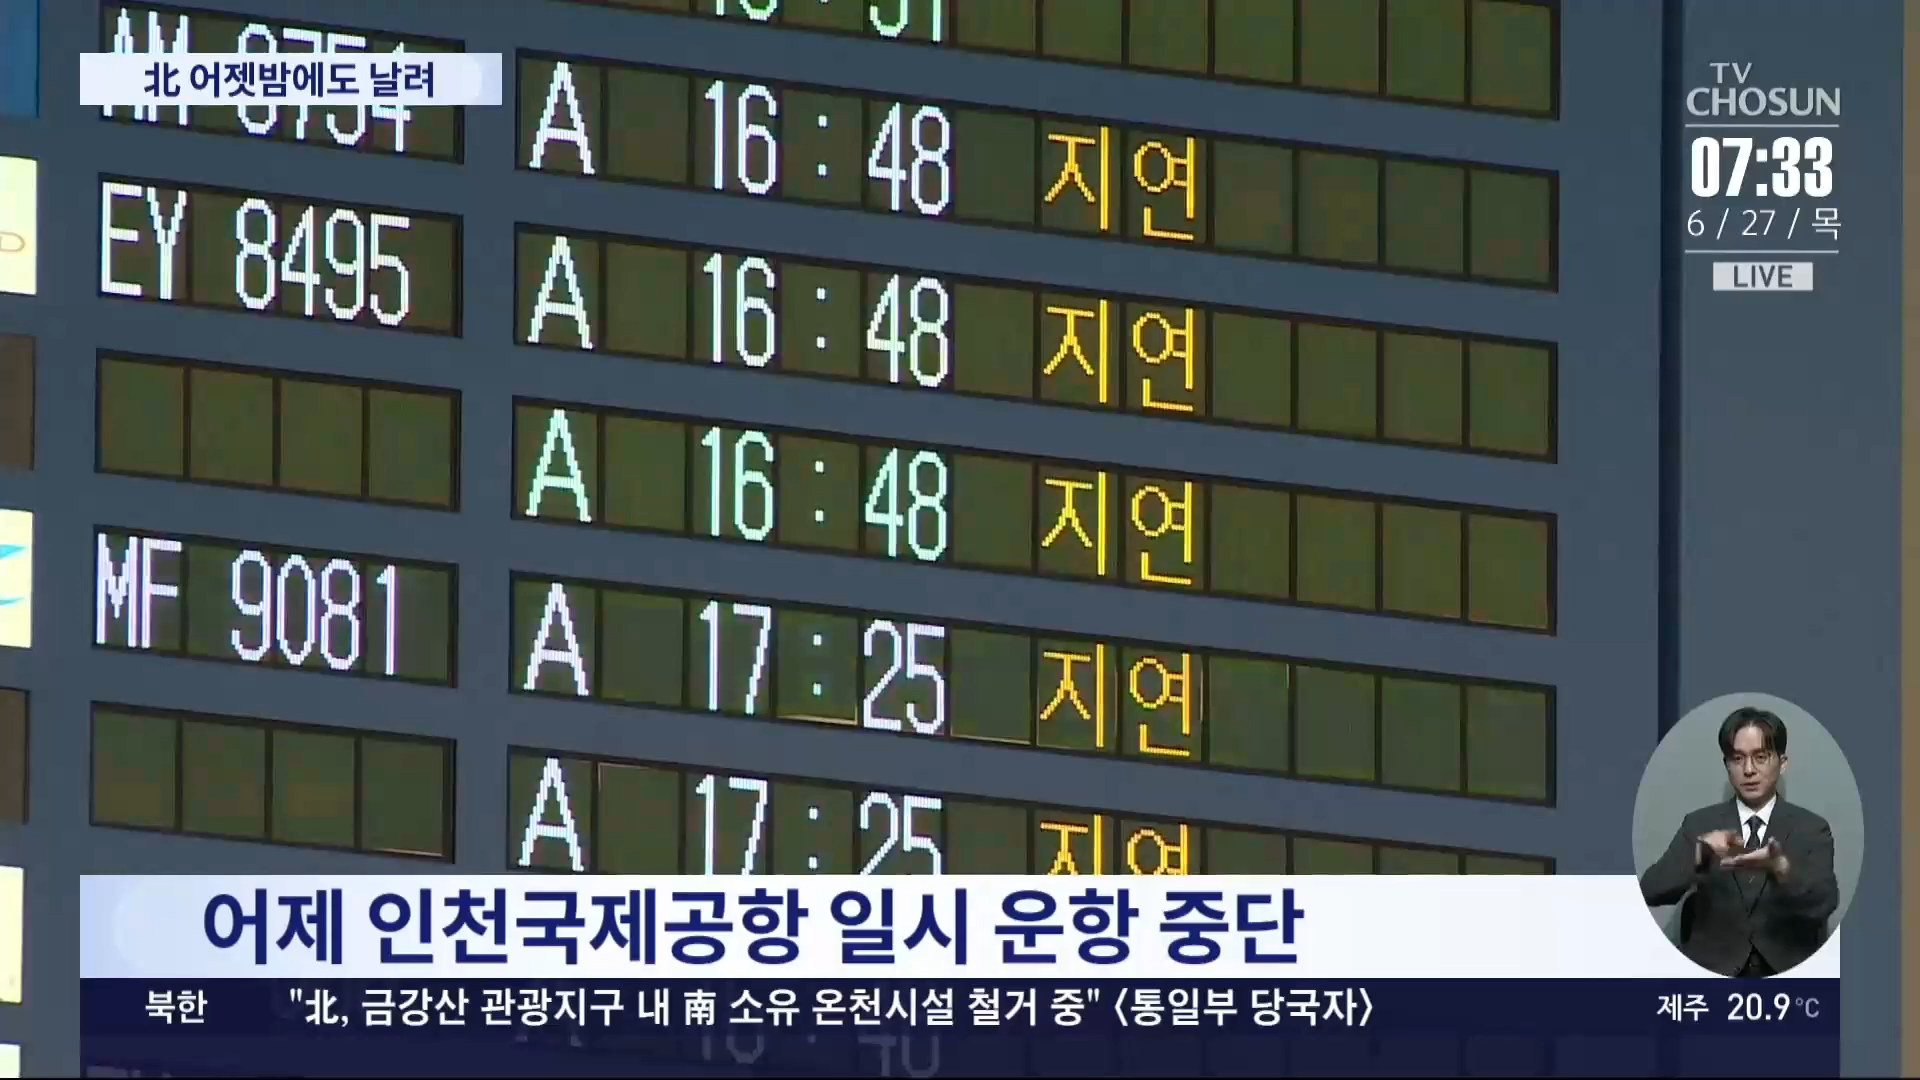 北 어젯밤에도 날려
TV
CHOSUN
07:33
6 / 27 / 목
LIVE
A 16:48 지연
EY 8495 A 16:48 지연
A 16:48 지연
MF 9081 A 17:25 지연
A 17:25 지연
어제 인천국제공항 일시 운항 중단
북한 "北, 금강산 관광지구 내 南 소유 온천시설 철거 중" <통일부 당국자>
제주 20.9℃